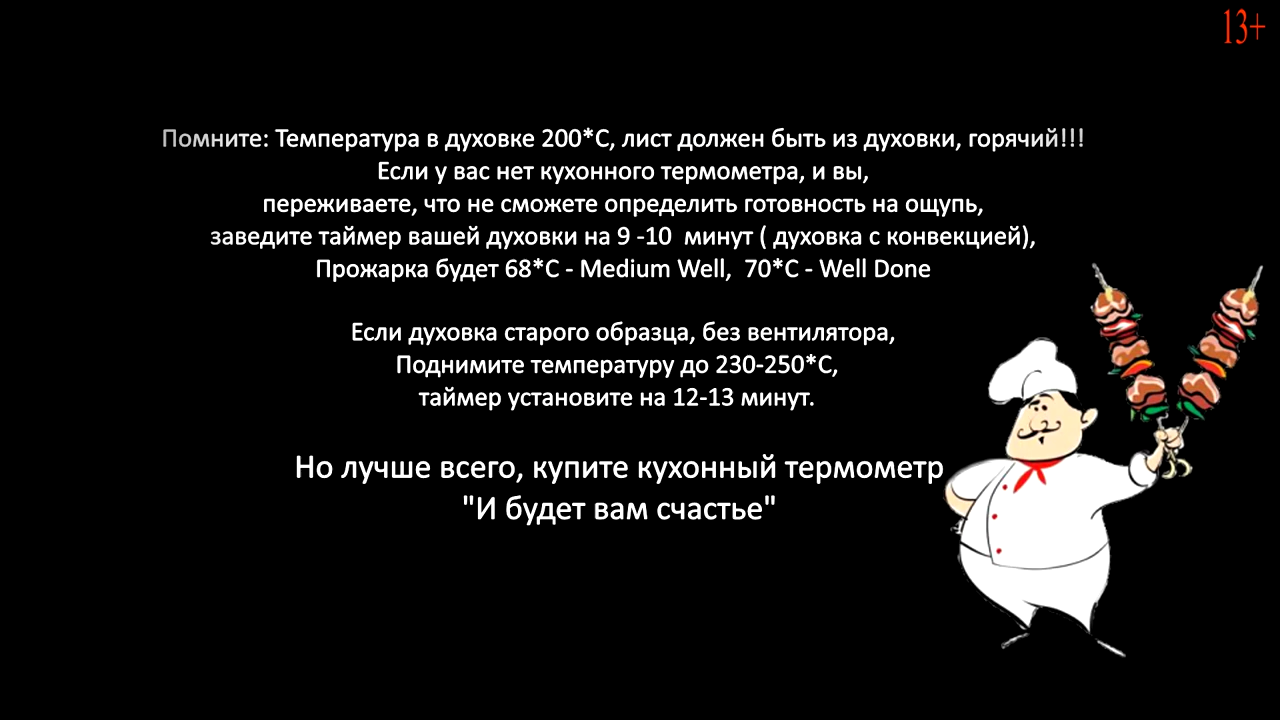 13+
Помните: Температура в духовке 200*С, лист должен быть из духовки, горячий!!!
Если у вас нет кухонного термометра, и вы,
переживаете, что не сможете определить готовность на ощупь,
заведите таймер вашей духовки на 9 -10  минут ( духовка с конвекцией),
Прожарка будет 68*С - Medium Well,  70*С - Well Done
Если духовка старого образца, без вентилятора,
Поднимите температуру до 230-250*С,
таймер установите на 12-13 минут.
Но лучше всего, купите кухонный термометр
"И будет вам счастье"